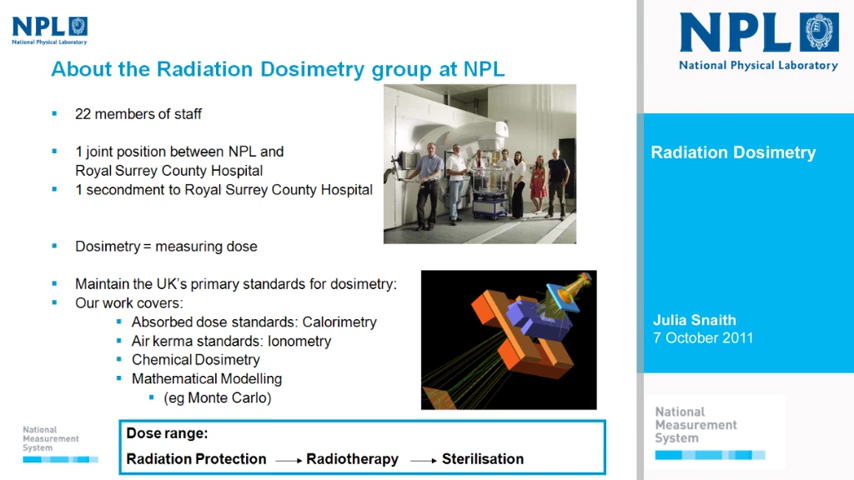 NPL
National Physical Laboratory
About the Radiation Dosimetry group at NPL
22 members of staff
1 joint position between NPL and
Royal Surrey County Hospital
1 secondment to Royal Surrey County Hospital
Dosimetry = measuring dose
Maintain the UK's primary standards for dosimetry:
Our work covers:
Absorbed dose standards: Calorimetry
Air kerma standards: Ionometry
Chemical Dosimetry
Mathematical Modelling
(eg Monte Carlo)
National
Measurement
System
Dose range:
Radiation Protection → Radiotherapy → Sterilisation
NPL
National Physical Laboratory
Radiation Dosimetry
Julia Snaith
7 October 2011
National
Measurement
System